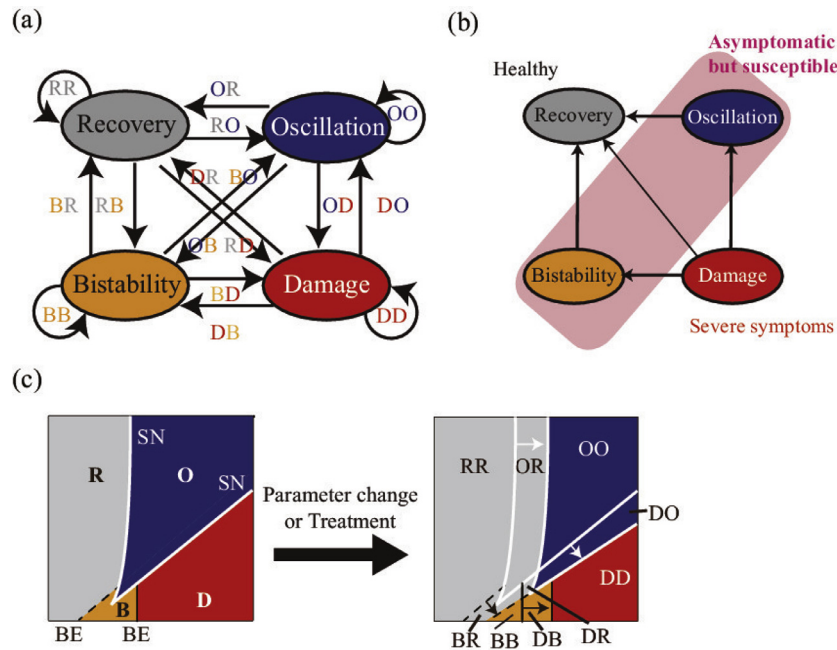 (a)
RR
Recovery
OR
RO
Oscillation
OO
BR
RB
DR
BO
OB
RD
OD
DO
Bistability
BD
DB
Damage
BB
DD
(b)
Asymptomatic
but susceptible
Healthy
Recovery
Oscillation
Bistability
Damage
Severe symptoms
(c)
SN
R
O
SN
B
D
BE
BE
Parameter change
or Treatment
RR
OR
OO
DO
DD
BR
BB
DB
DR